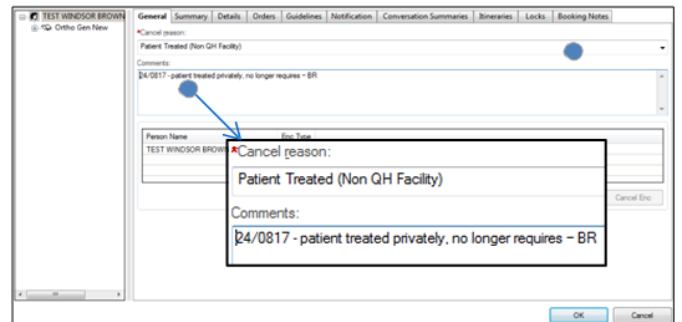 TEST WINDSOR BROWN
Ortho Gen New
General Summary Details Orders Guidelines Notification Conversation Summaries Itineraries Locks Booking Notes
*Cancel reason:
Patient Treated (Non QH Facility)
Comments:
24/0817 - patient treated privately, no longer requires - BR
Person Name Enc Type
TEST WINDSOR BROWN
*Cancel reason:
Patient Treated (Non QH Facility)
Comments:
24/0817 - patient treated privately, no longer requires – BR
Cancel Enc
OK Cancel